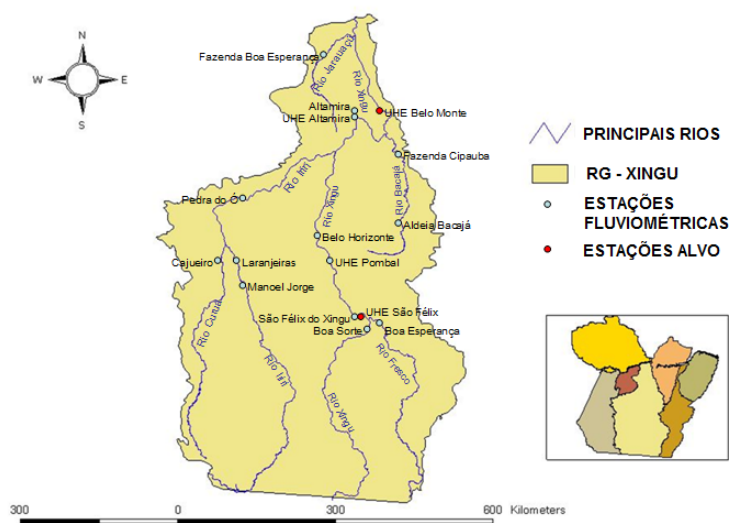 N
W
E
S
Fazenda Boa Esperança
Rio Jarauaçú
Rio Xingu
Altamira
UHE Altamira
UHE Belo Monte
Fazenda Cipauba
Rio Iriri
Rio Bacajá
Pedra do Ó
Rio Xingu
Aldeia Bacajá
Belo Horizonte
Cajueiro
Laranjeiras
UHE Pombal
Manoel Jorge
Rio Curuá
São Félix do Xingu
UHE São Félix
Boa Sorte
Boa Esperança
Rio Iriri
Rio Fresco
Rio Xingu
PRINCIPAIS RIOS
RG - XINGU
ESTAÇÕES
FLUVIOMÉTRICAS
ESTAÇÕES ALVO
300 0 300 600 Kilometers